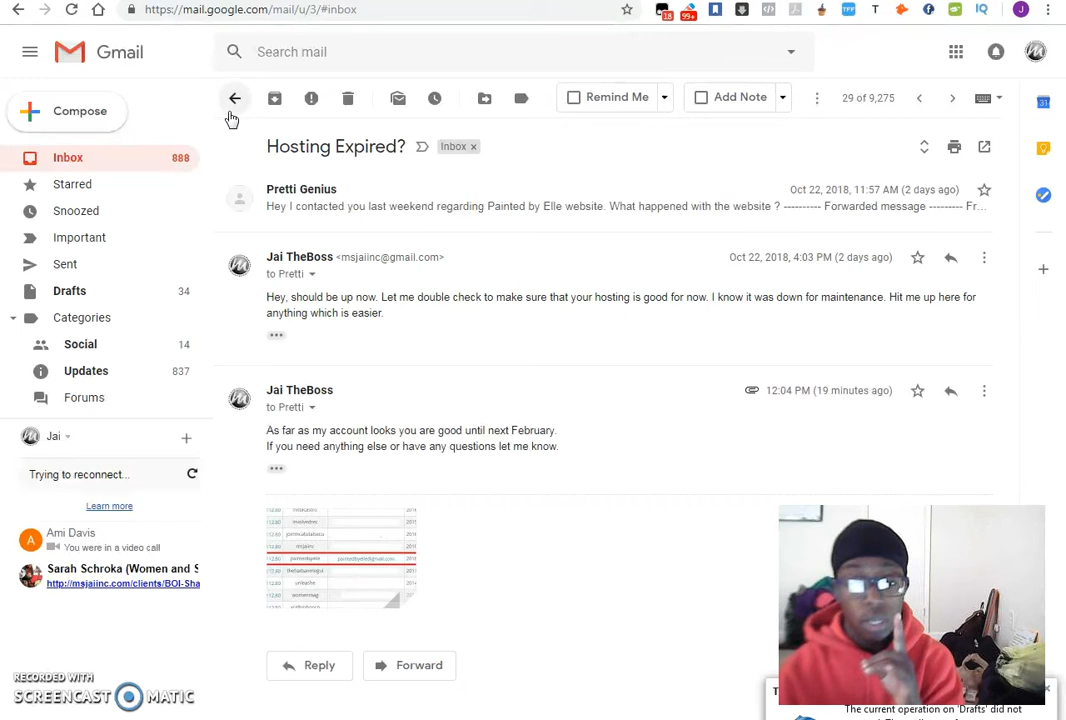 https://mail.google.com/mail/u/3/#inbox
18
99+
TFF
T
IQ
J
Gmail
Search mail
Compose
Remind Me
Add Note
29 of 9,275
Inbox 888
Starred
Snoozed
Important
Sent
Drafts 34
Categories
Social 14
Updates 837
Forums
Jai
Trying to reconnect...
Learn more
A
Ami Davis
You were in a video call
Sarah Schroka (Women and S
http://msjaiinc.com/clients/BOI-Sha
RECORDED WITH
SCREENCAST MATIC
Hosting Expired? Inbox x
Pretti Genius Oct 22, 2018, 11:57 AM (2 days ago)
Hey I contacted you last weekend regarding Painted by Elle website. What happened with the website ? ---------- Forwarded message --------- Fr...
Jai TheBoss <msjaiinc@gmail.com> Oct 22, 2018, 4:03 PM (2 days ago)
to Pretti
Hey, should be up now. Let me double check to make sure that your hosting is good for now. I know it was down for maintenance. Hit me up here for
anything which is easier.
Jai TheBoss 12:04 PM (19 minutes ago)
to Pretti
As far as my account looks you are good until next February.
If you need anything else or have any questions let me know.
Reply
Forward
The current operation on 'Drafts' did not